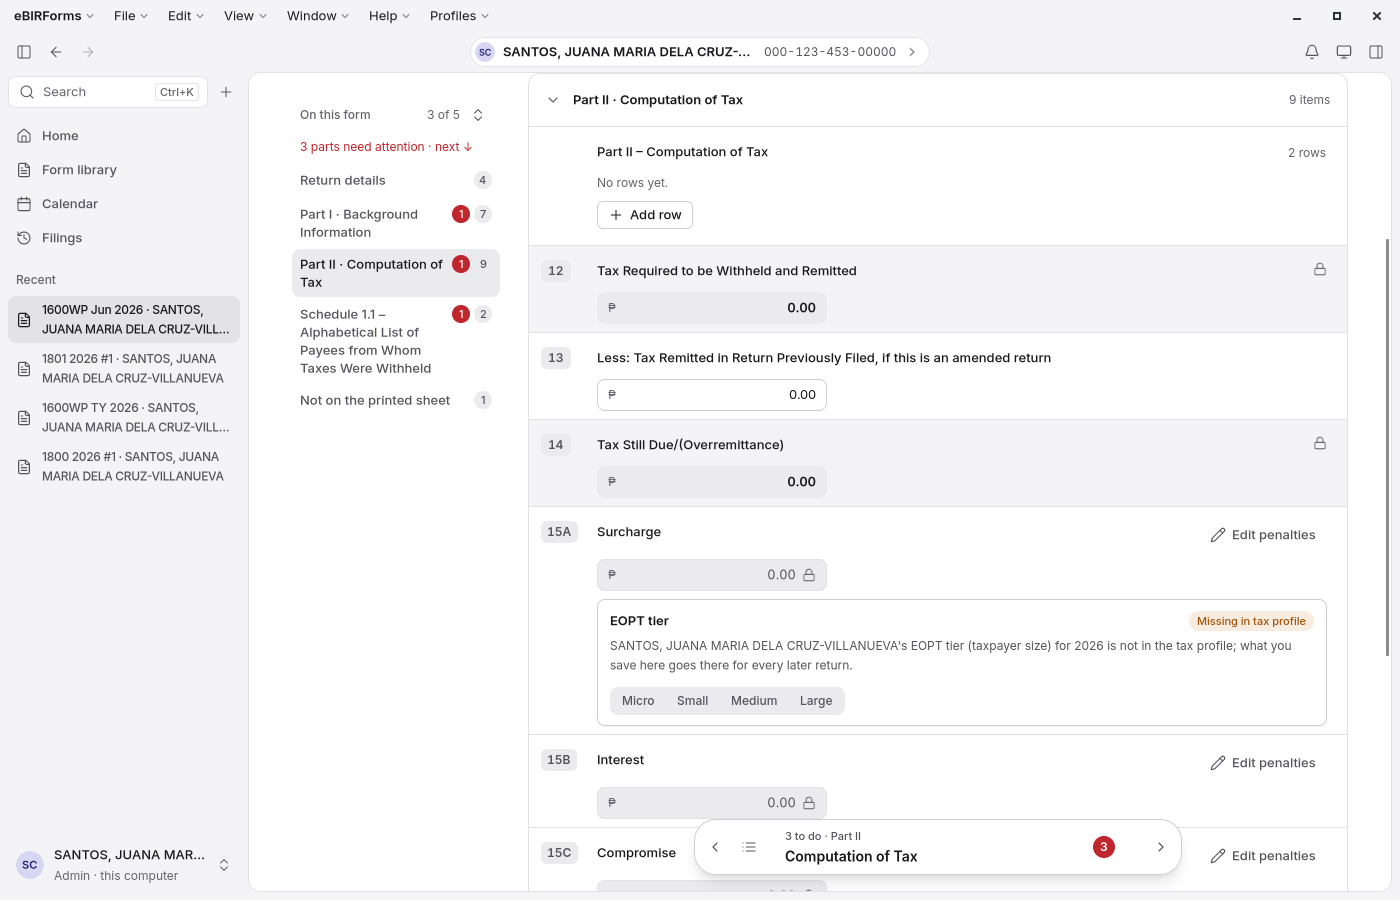 eBIRForms File Edit View Window Help Profiles
SC SANTOS, JUANA MARIA DELA CRUZ-... 000-123-453-00000
Search Ctrl+K
Home
Form library
Calendar
Filings
Recent
1600WP Jun 2026 · SANTOS,
JUANA MARIA DELA CRUZ-VILL...
1801 2026 #1 · SANTOS, JUANA
MARIA DELA CRUZ-VILLANUEVA
1600WP TY 2026 · SANTOS,
JUANA MARIA DELA CRUZ-VILL...
1800 2026 #1 · SANTOS, JUANA
MARIA DELA CRUZ-VILLANUEVA
SC SANTOS, JUANA MAR...
Admin · this computer
On this form 3 of 5
3 parts need attention · next ↓
Return details 4
Part I · Background 1 7
Information
Part II · Computation of 1 9
Tax
Schedule 1.1 – 1 2
Alphabetical List of
Payees from Whom
Taxes Were Withheld
Not on the printed sheet 1
Part II · Computation of Tax 9 items
Part II – Computation of Tax 2 rows
No rows yet.
Add row
12 Tax Required to be Withheld and Remitted
₱ 0.00
13 Less: Tax Remitted in Return Previously Filed, if this is an amended return
₱ 0.00
14 Tax Still Due/(Overremittance)
₱ 0.00
15A Surcharge Edit penalties
₱ 0.00
EOPT tier Missing in tax profile
SANTOS, JUANA MARIA DELA CRUZ-VILLANUEVA's EOPT tier (taxpayer size) for 2026 is not in the tax profile; what you
save here goes there for every later return.
Micro Small Medium Large
15B Interest Edit penalties
₱ 0.00
15C Compromise Edit penalties
3 to do · Part II
Computation of Tax 3